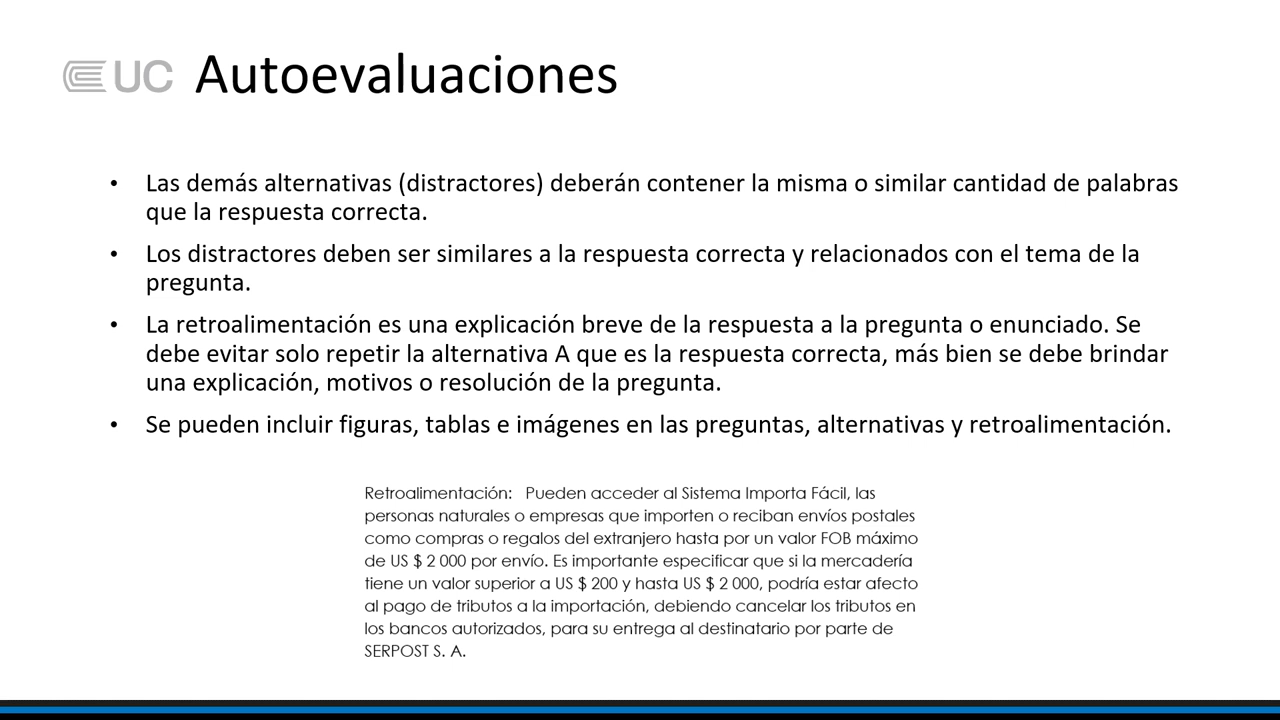 UC Autoevaluaciones
• Las demás alternativas (distractores) deberán contener la misma o similar cantidad de palabras
que la respuesta correcta.
• Los distractores deben ser similares a la respuesta correcta y relacionados con el tema de la
pregunta.
• La retroalimentación es una explicación breve de la respuesta a la pregunta o enunciado. Se
debe evitar solo repetir la alternativa A que es la respuesta correcta, más bien se debe brindar
una explicación, motivos o resolución de la pregunta.
• Se pueden incluir figuras, tablas e imágenes en las preguntas, alternativas y retroalimentación.
Retroalimentación: Pueden acceder al Sistema Importa Fácil, las
personas naturales o empresas que importen o reciban envíos postales
como compras o regalos del extranjero hasta por un valor FOB máximo
de US $ 2 000 por envío. Es importante especificar que si la mercadería
tiene un valor superior a US $ 200 y hasta US $ 2 000, podría estar afecto
al pago de tributos a la importación, debiendo cancelar los tributos en
los bancos autorizados, para su entrega al destinatario por parte de
SERPOST S. A.